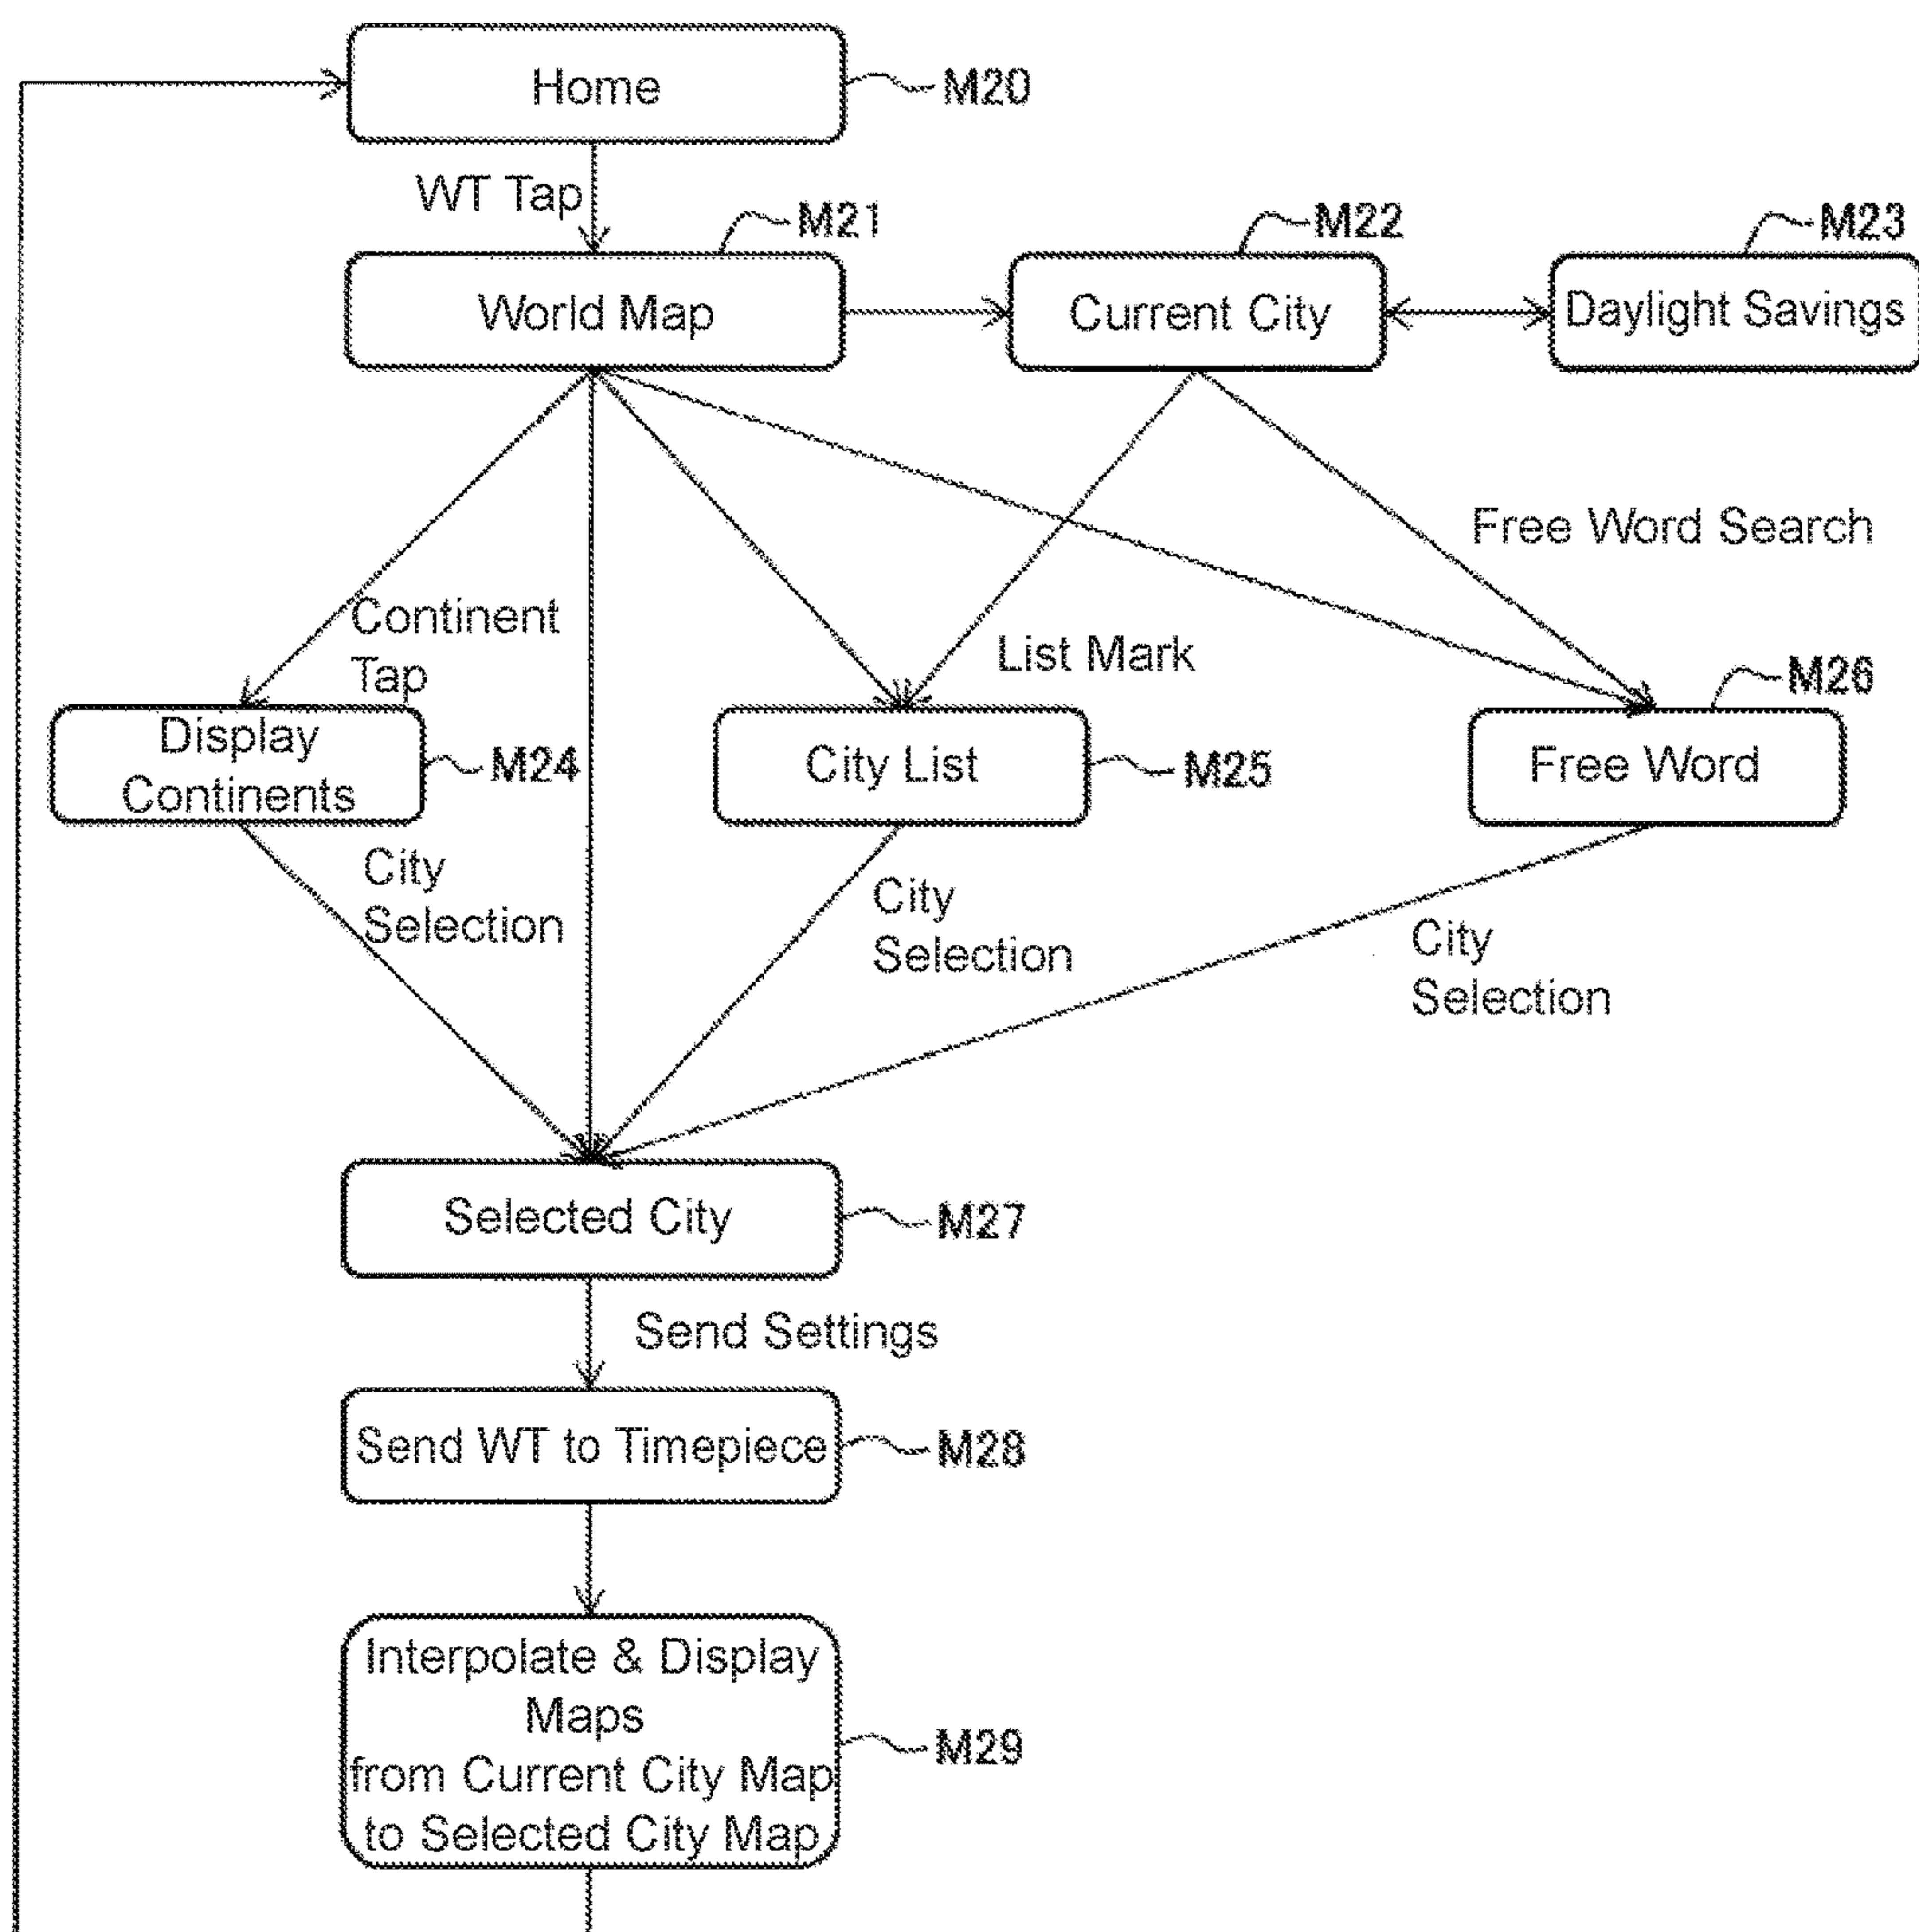 Home
M20
WT Tap
M21
M22
M23
World Map
Current City
Daylight Savings
Free Word Search
Continent
Tap
List Mark
M26
Display
Continents
M24
City List
M25
Free Word
City
Selection
City
Selection
City
Selection
Selected City
M27
Send Settings
Send WT to Timepiece
M28
Interpolate & Display
Maps
from Current City Map
to Selected City Map
M29